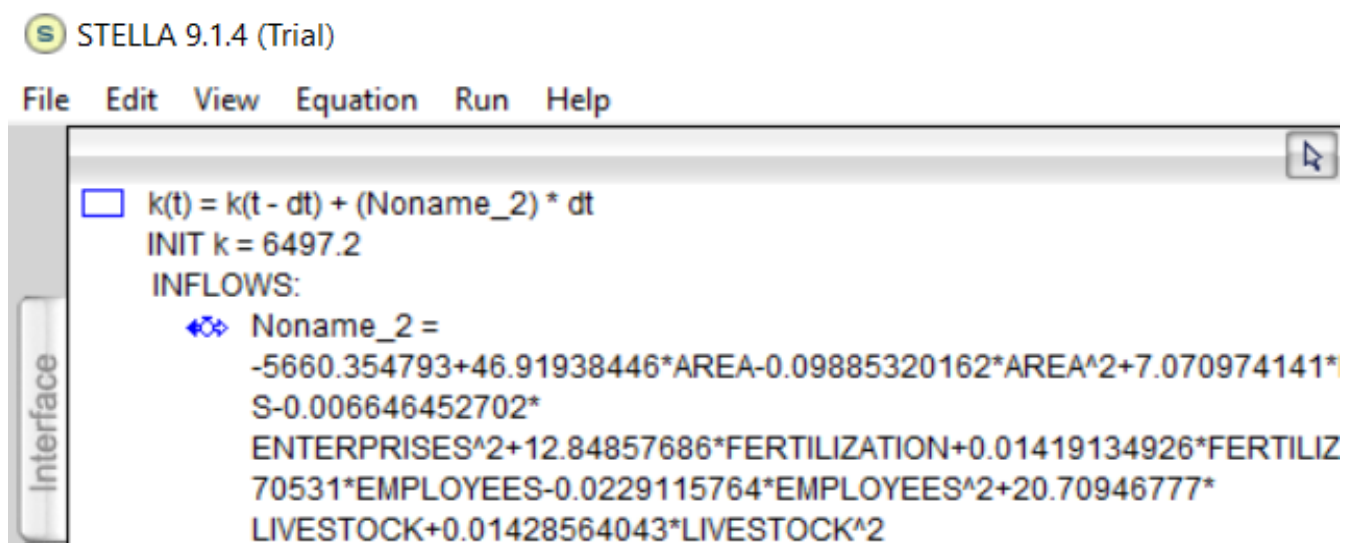 S STELLA 9.1.4 (Trial)
File Edit View Equation Run Help
k(t) = k(t - dt) + (Noname_2) * dt
INIT k = 6497.2
INFLOWS:
Noname_2 =
-5660.354793+46.91938446*AREA-0.09885320162*AREA^2+7.070974141*
S-0.006646452702*
ENTERPRISES^2+12.84857686*FERTILIZATION+0.01419134926*FERTILIZ
70531*EMPLOYEES-0.0229115764*EMPLOYEES^2+20.70946777*
LIVESTOCK+0.01428564043*LIVESTOCK^2
Interface